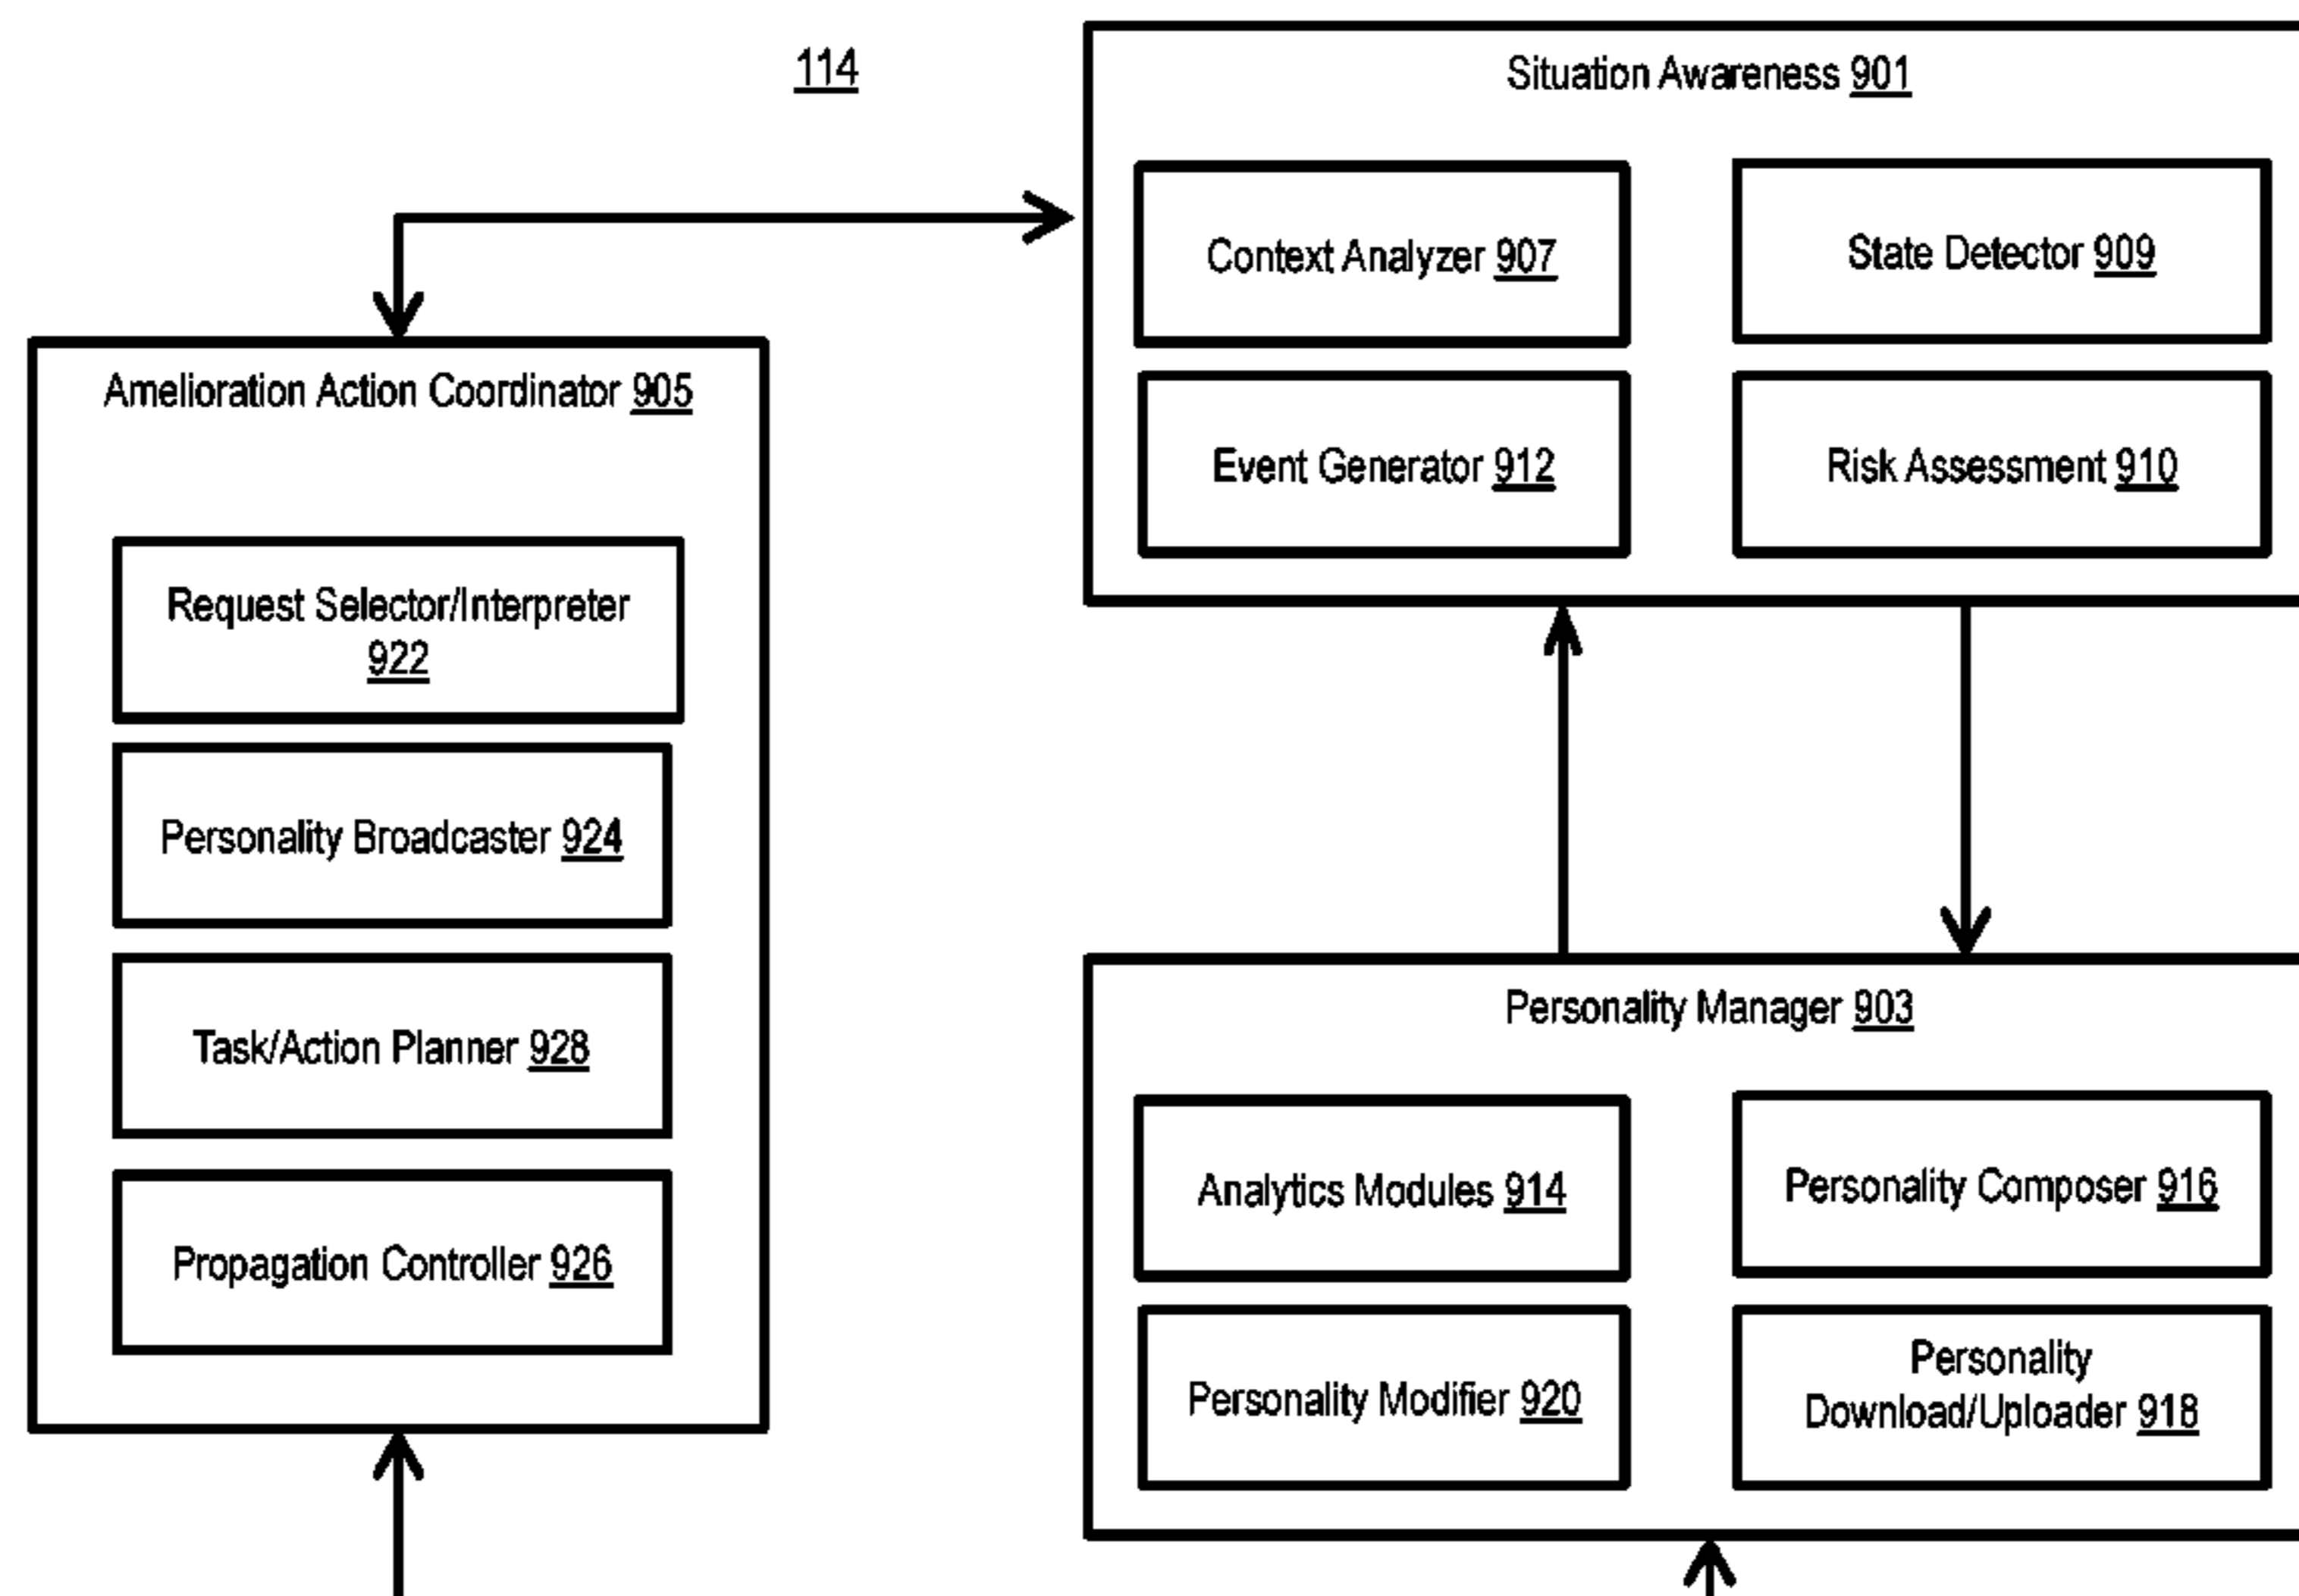 114
Situation Awareness 901
Context Analyzer 907
State Detector 909
Event Generator 912
Risk Assessment 910
Amelioration Action Coordinator 905
Request Selector/Interpreter
922
Personality Broadcaster 924
Task/Action Planner 928
Propagation Controller 926
Personality Manager 903
Analytics Modules 914
Personality Composer 916
Personality Modifier 920
Personality
Download/Uploader 918